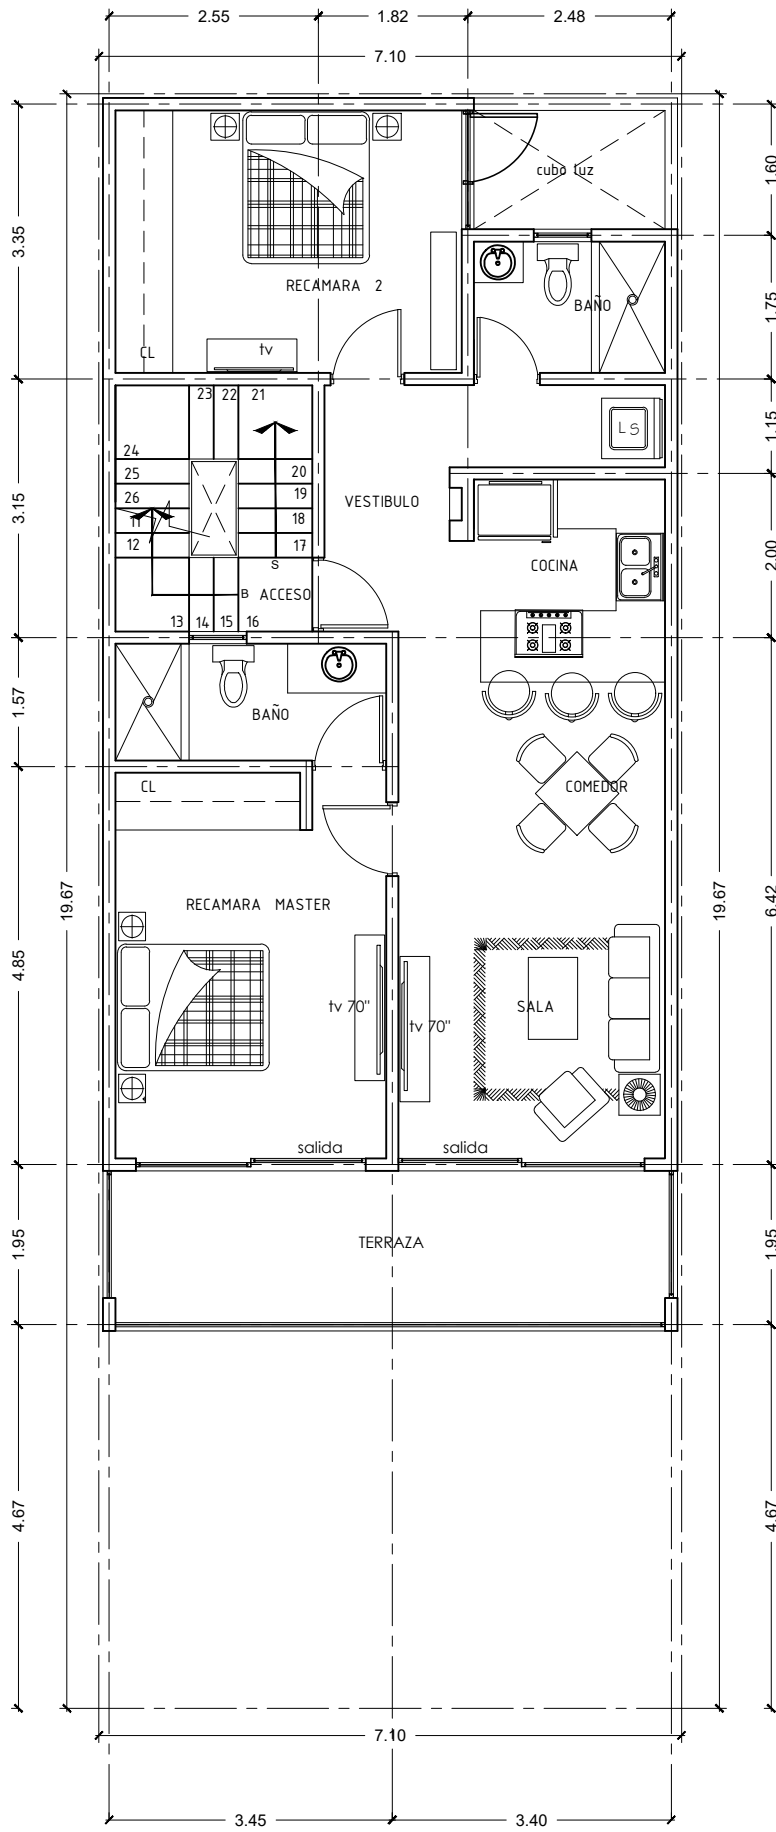 2.55
1.82
2.48
7.10
cubo luz
1.60
3.35
RECAMARA 2
BAÑO
1.75
CL
tv
23
22
21
24
25
26
11
12
20
19
18
17
LS
1.15
3.15
VESTIBULO
COCINA
2.00
S
B
ACCESO
13
14
15
16
1.57
BAÑO
CL
COMEDOR
19.67
19.67
6.42
RECAMARA MASTER
4.85
tv 70"
tv 70"
SALA
salida
salida
1.95
TERRAZA
1.95
4.67
4.67
7.10
3.45
3.40